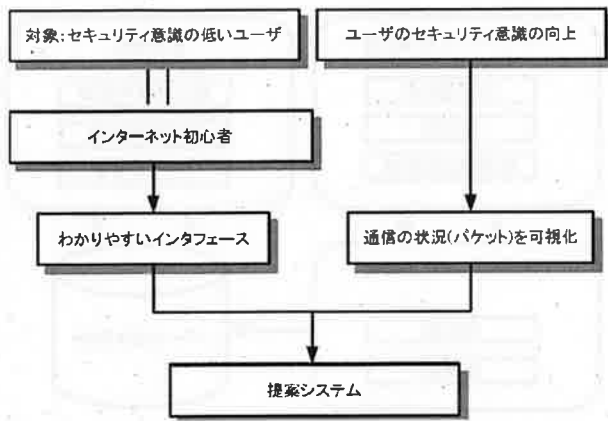 対象:セキュリティ意識の低いユーザ
ユーザのセキュリティ意識の向上
インターネット初心者
わかりやすいインタフェース
通信の状況(パケット)を可視化
提案システム